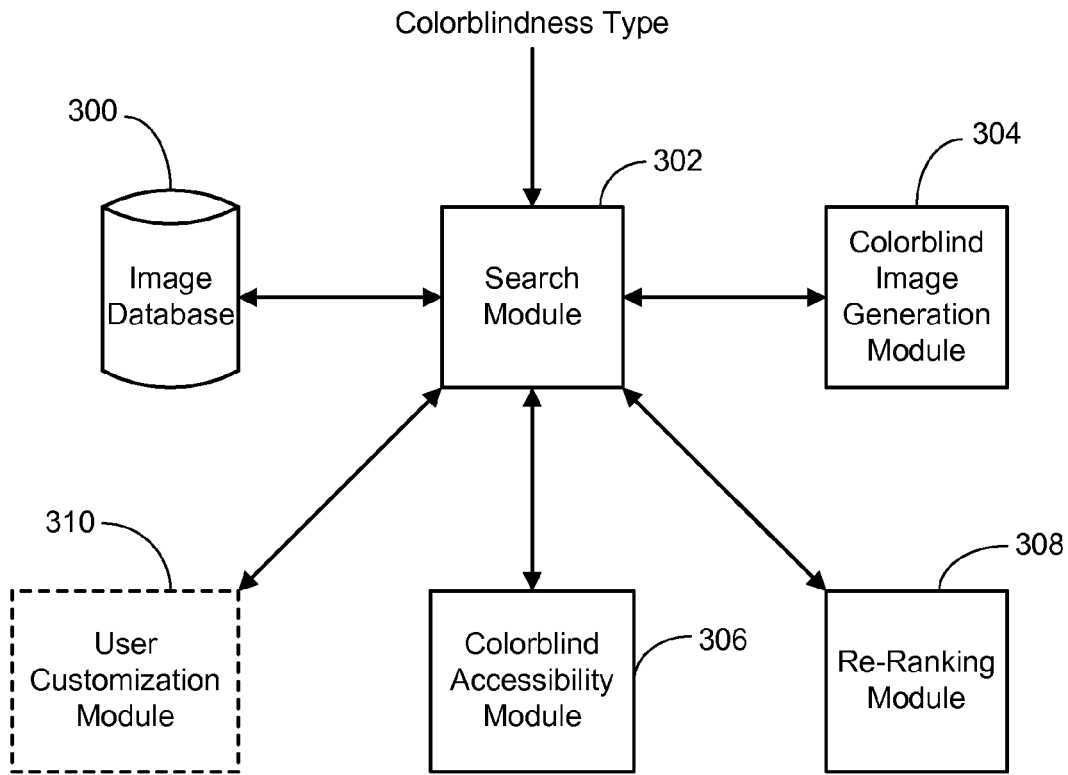 Colorblindness Type
300
302
304
Image
Database
Search
Module
Colorblind
Image
Generation
Module
310
306
308
User
Customization
Module
Colorblind
Accessibility
Module
Re-Ranking
Module